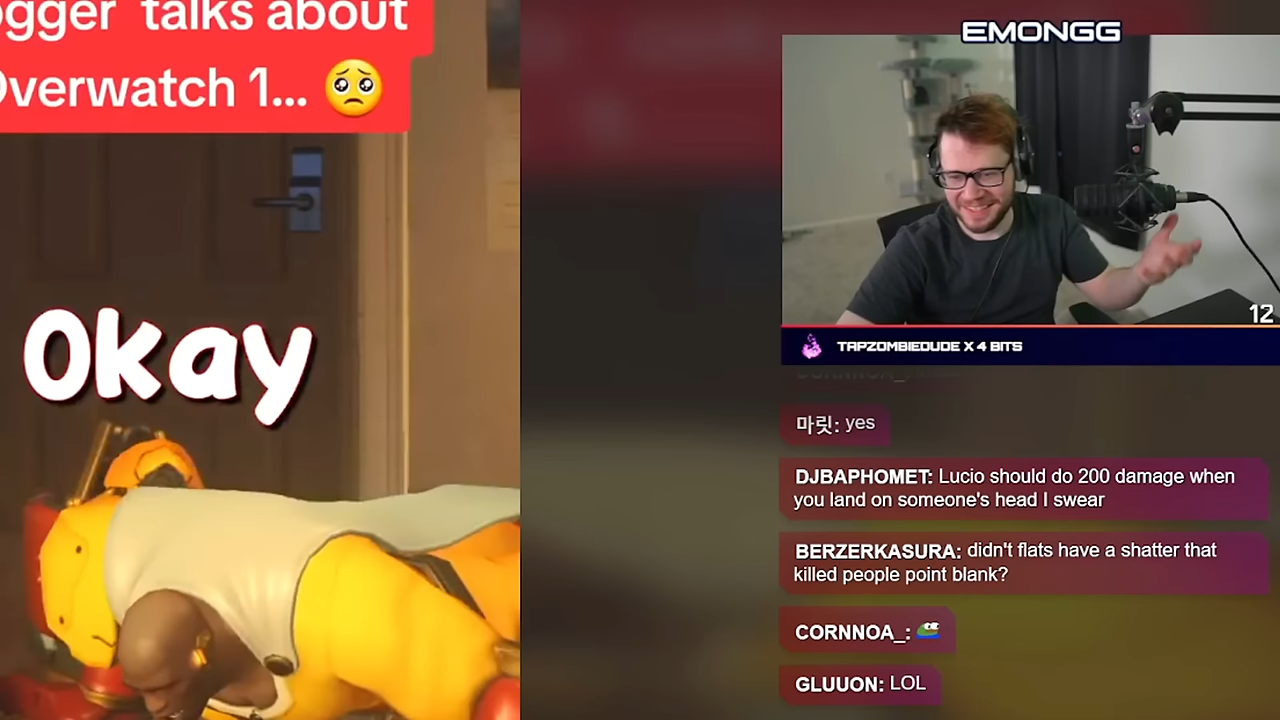 ogger talks about
Overwatch 1... 🥺
Okay
EMONGG
12
TAPZOMBIEDUDE X 4 BITS
마릿: yes
DJBAPHOMET: Lucio should do 200 damage when
you land on someone's head I swear
BERZERKASURA: didn't flats have a shatter that
killed people point blank?
CORNNOA_:
GLUUON: LOL